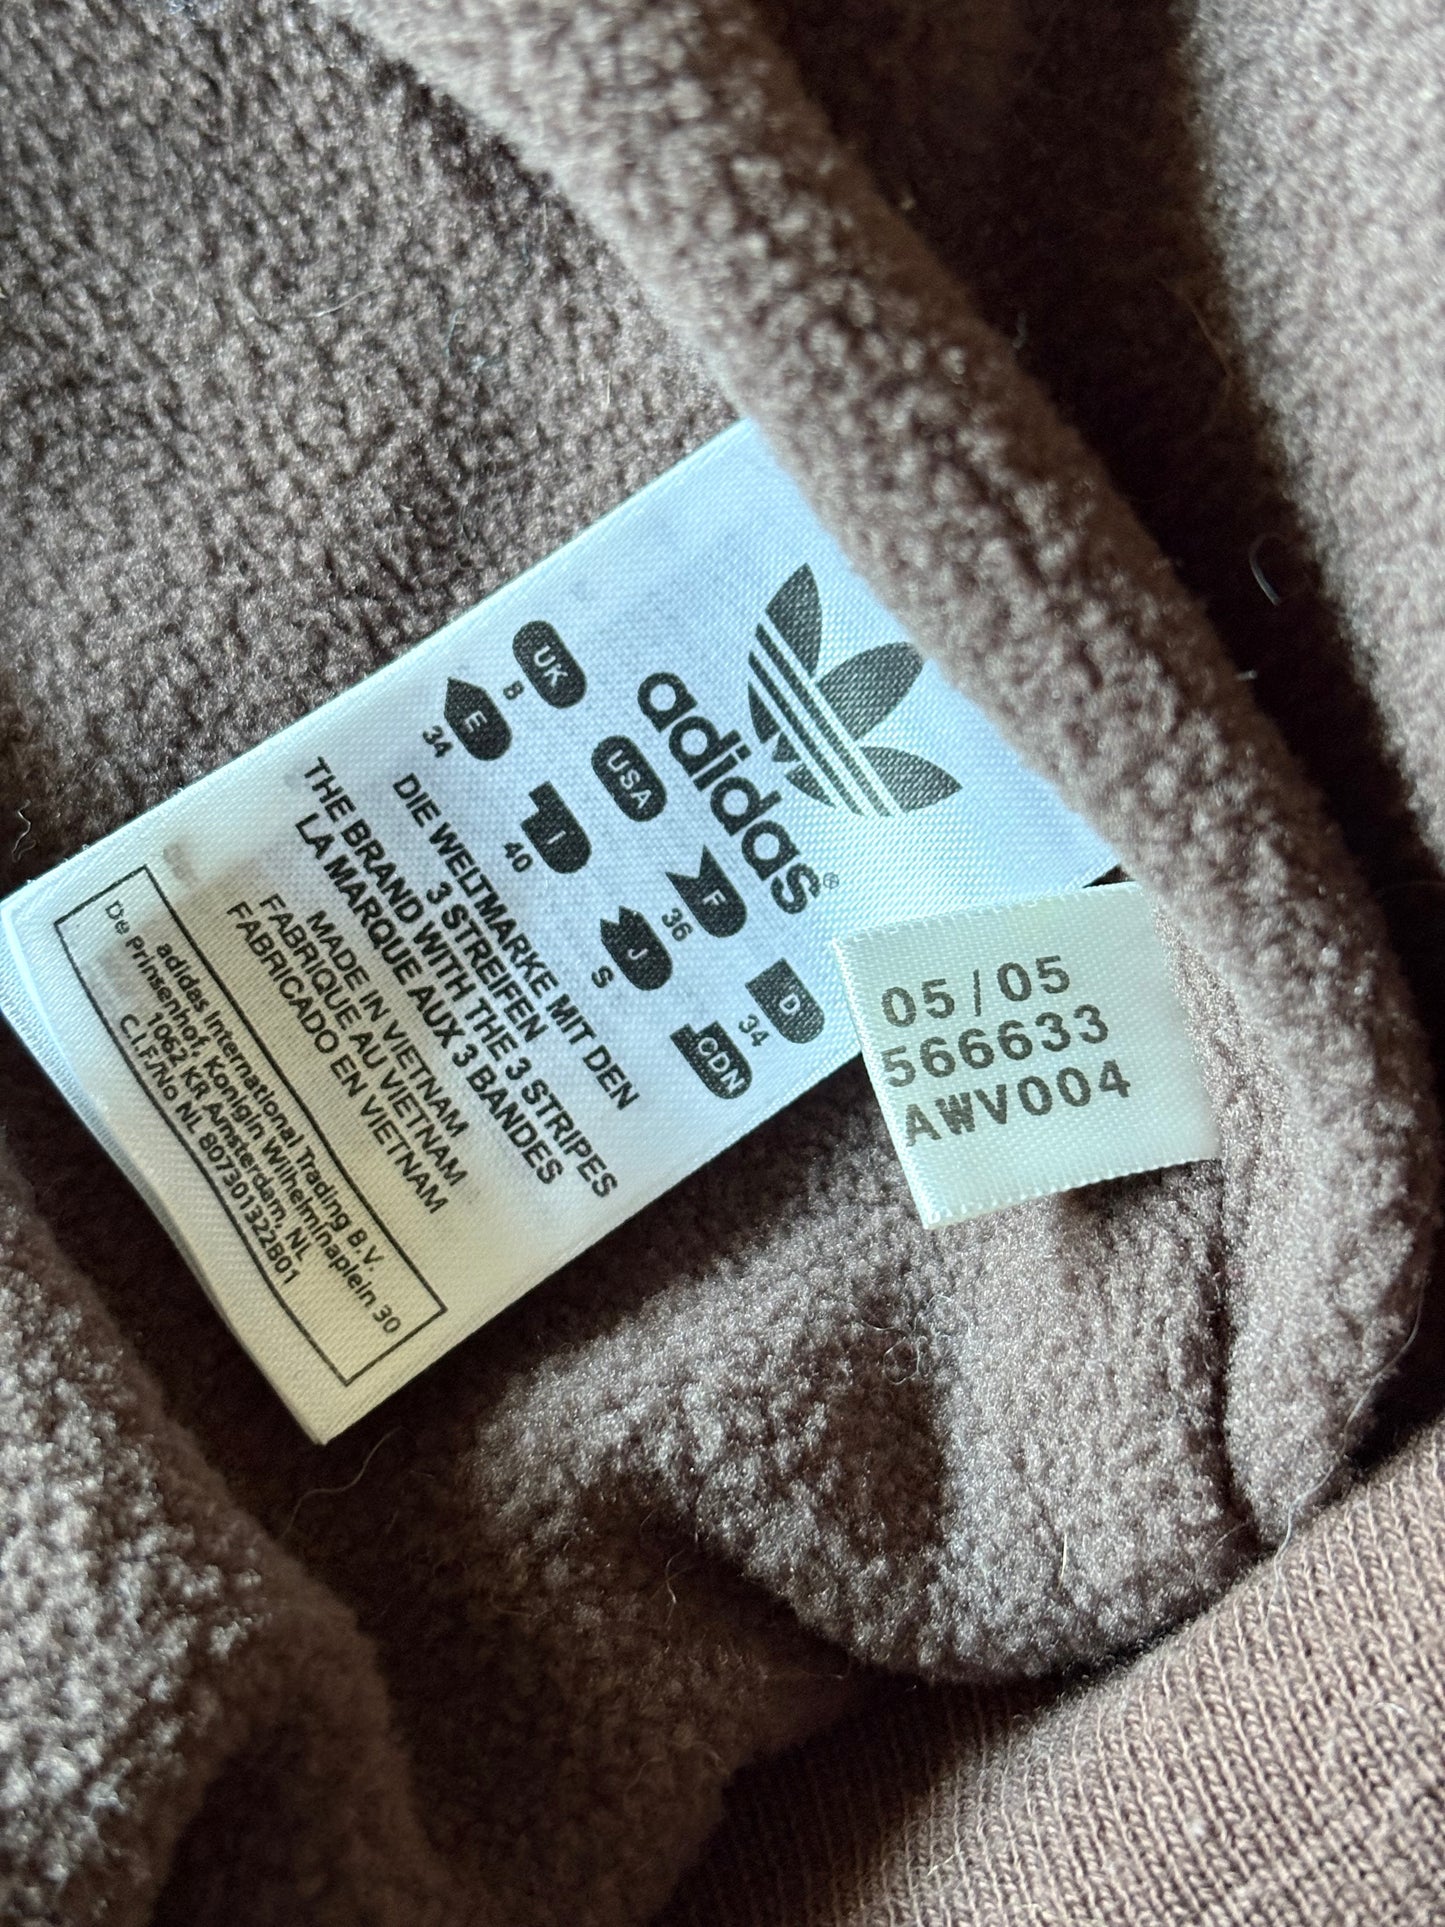 adidas®
UK
8
USA
F
36
D
34
E
34
I
40
J
S
CDN
DIE WELTMARKE MIT DEN
3 STREIFEN
THE BRAND WITH THE 3 STRIPES
LA MARQUE AUX 3 BANDES
MADE IN VIETNAM
FABRIQUE AU VIETNAM
FABRICADO EN VIETNAM
adidas International Trading B.V.
De Prinsenhof, Konigin Wilhelminaplein 30
1062 KR Amsterdam, NL
C.I.F./No NL 807301322B01
05/05
566633
AWV004